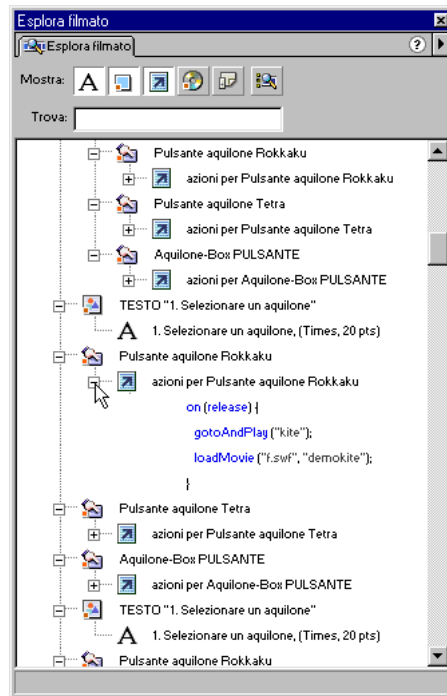 Esplora filmato
Esplora filmato
Mostra: A
Trova:
Pulsante aquilone Rokkaku
azioni per Pulsante aquilone Rokkaku
Pulsante aquilone Tetra
azioni per Pulsante aquilone Tetra
Aquilone-Box PULSANTE
azioni per Aquilone-Box PULSANTE
TESTO "1. Selezionare un aquilone"
A 1. Selezionare un aquilone, (Times, 20 pts)
Pulsante aquilone Rokkaku
azioni per Pulsante aquilone Rokkaku
on (release) {
gotoAndPlay ("kite");
loadMovie ("f.swf", "demokite");
}
Pulsante aquilone Tetra
azioni per Pulsante aquilone Tetra
Aquilone-Box PULSANTE
azioni per Aquilone-Box PULSANTE
TESTO "1. Selezionare un aquilone"
A 1. Selezionare un aquilone, (Times, 20 pts)
Pulsante aquilone Rokkaku